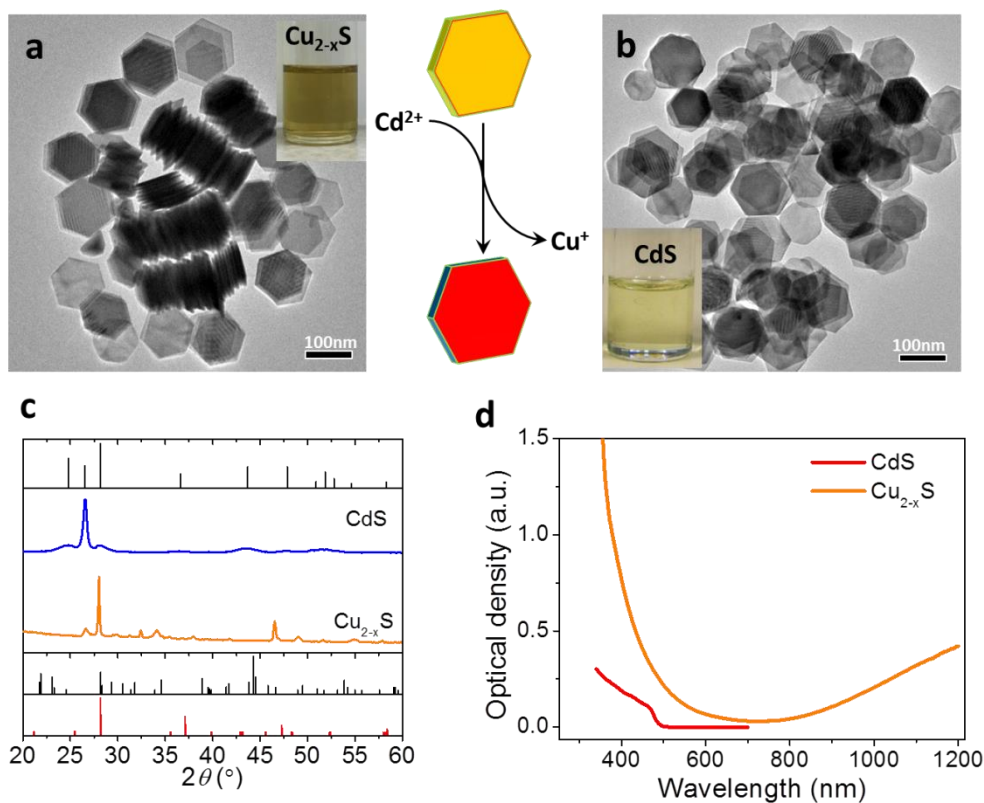 a
Cu₂₋ₓS
100nm
Cd²⁺
Cu⁺
b
CdS
100nm
c
CdS
Cu₂₋ₓS
20 25 30 35 40 45 50 55 60
2θ (°)
d
1.5
1.0
0.5
0.0
Optical density (a.u.)
CdS
Cu₂₋ₓS
400 600 800 1000 1200
Wavelength (nm)